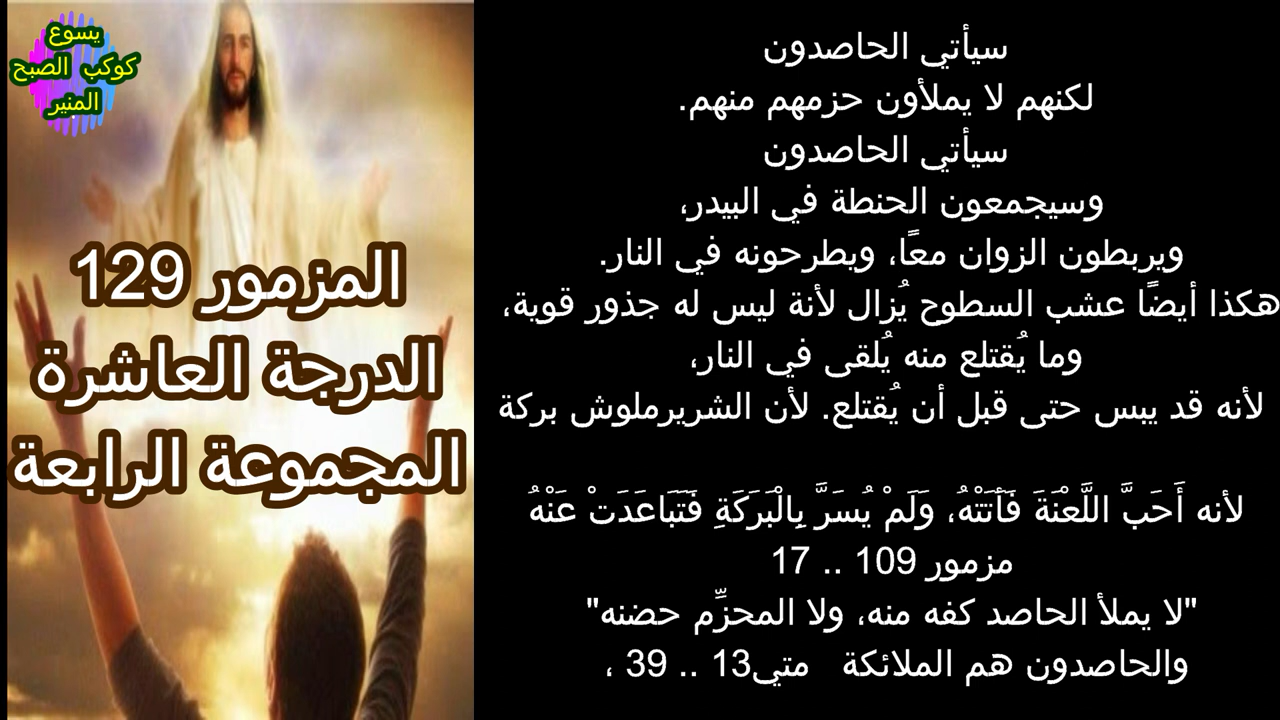 يسوع
كوكب الصبح
المنير
المزمور 129
الدرجة العاشرة
المجموعة الرابعة
سيأتي الحاصدون
لكنهم لا يملأون حزمهم منهم.
سيأتي الحاصدون
وسيجمعون الحنطة في البيدر،
ويربطون الزوان معًا، ويطرحونه في النار.
هكذا أيضًا عشب السطوح يُزال لأنة ليس له جذور قوية،
وما يُقتلع منه يُلقى في النار،
لأنه قد يبس حتى قبل أن يُقتلع. لأن الشريرملوش بركة
لأنه أَحَبَّ اللَّعْنَةَ فَأَتَتْهُ، وَلَمْ يُسَرَّ بِالْبَرَكَةِ فَتَبَاعَدَتْ عَنْهُ
مزمور 109 .. 17
"لا يملأ الحاصد كفه منه، ولا المحزِّم حضنه"
والحاصدون هم الملائكة   متي13 .. 39 ،